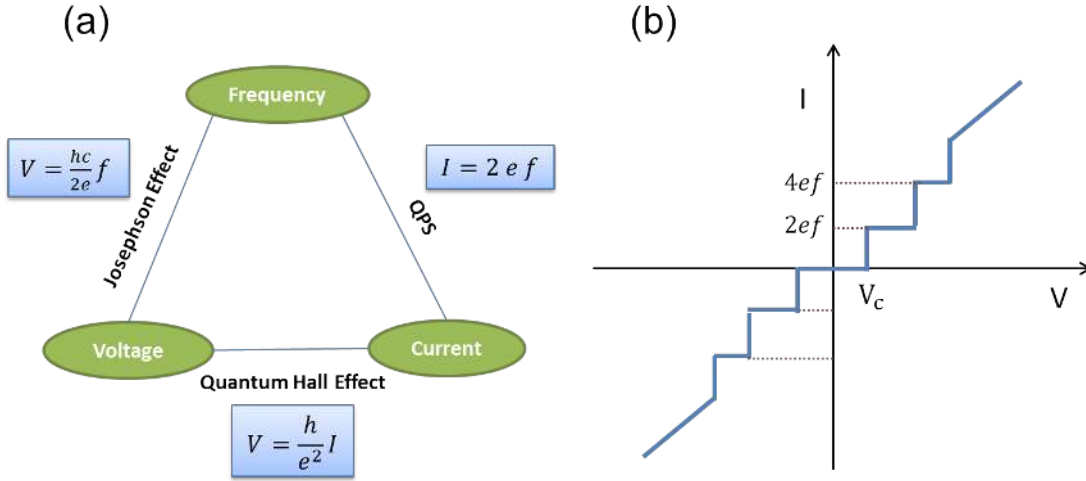 (a)
Frequency
V = hc/2e f
Josephson Effect
I = 2 e f
QPS
Voltage
Current
Quantum Hall Effect
V = h/e² I
(b)
I
4ef
2ef
V_c
V